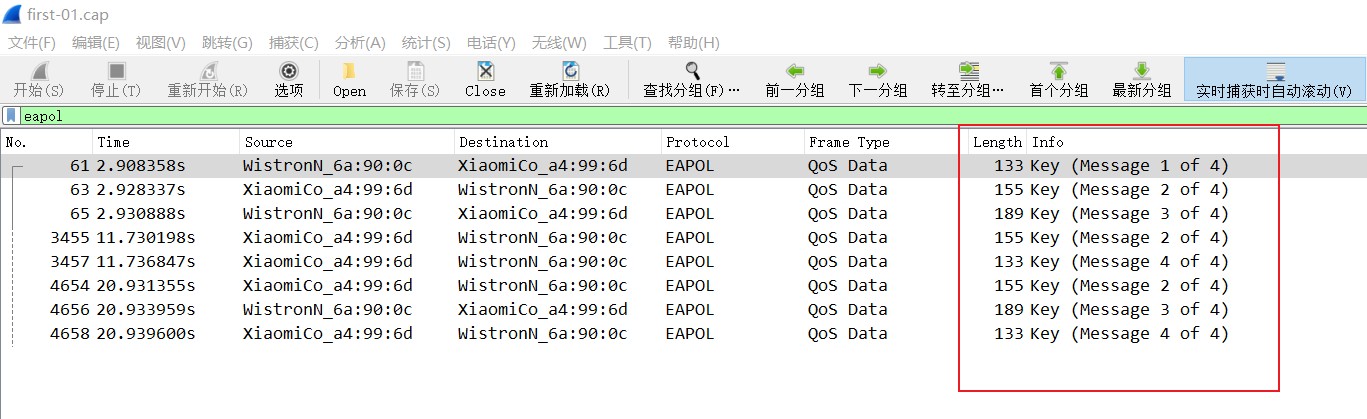 first-01.cap
文件(F) 编辑(E) 视图(V) 跳转(G) 捕获(C) 分析(A) 统计(S) 电话(Y) 无线(W) 工具(T) 帮助(H)
开始(S) 停止(T) 重新开始(R) 选项 Open 保存(S) Close 重新加载(R) 查找分组(F)… 前一分组 下一分组 转至分组… 首个分组 最新分组 实时捕获时自动滚动(V)
eapol
No. Time Source Destination Protocol Frame Type Length Info
61 2.908358s WistronN_6a:90:0c XiaomiCo_a4:99:6d EAPOL QoS Data 133 Key (Message 1 of 4)
63 2.928337s XiaomiCo_a4:99:6d WistronN_6a:90:0c EAPOL QoS Data 155 Key (Message 2 of 4)
65 2.930888s WistronN_6a:90:0c XiaomiCo_a4:99:6d EAPOL QoS Data 189 Key (Message 3 of 4)
3455 11.730198s XiaomiCo_a4:99:6d WistronN_6a:90:0c EAPOL QoS Data 155 Key (Message 2 of 4)
3457 11.736847s XiaomiCo_a4:99:6d WistronN_6a:90:0c EAPOL QoS Data 133 Key (Message 4 of 4)
4654 20.931355s XiaomiCo_a4:99:6d WistronN_6a:90:0c EAPOL QoS Data 155 Key (Message 2 of 4)
4656 20.933959s WistronN_6a:90:0c XiaomiCo_a4:99:6d EAPOL QoS Data 189 Key (Message 3 of 4)
4658 20.939600s XiaomiCo_a4:99:6d WistronN_6a:90:0c EAPOL QoS Data 133 Key (Message 4 of 4)